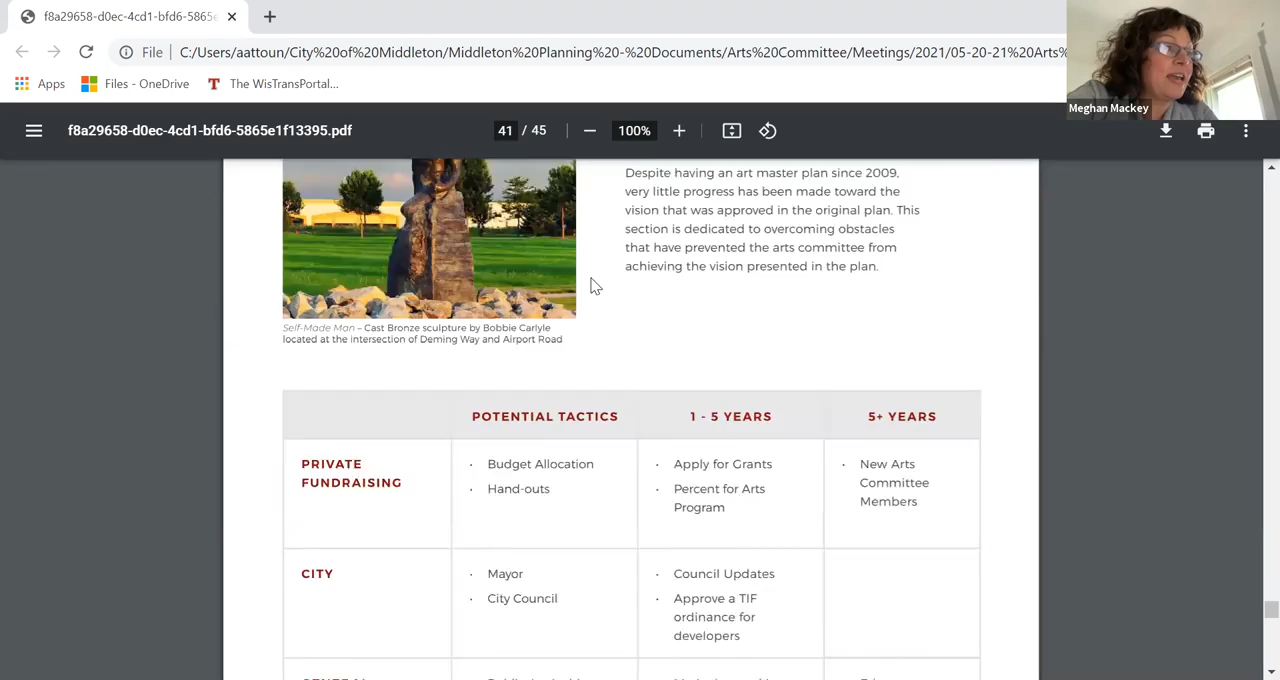 f8a29658-d0ec-4cd1-bfd6-5865e
File C:/Users/aattoun/City%20of%20Middleton/Middleton%20Planning%20-%20Documents/Arts%20Committee/Meetings/2021/05-20-21%20Arts%
Apps Files - OneDrive The WisTransPortal...
Meghan Mackey
f8a29658-d0ec-4cd1-bfd6-5865e1f13395.pdf 41 / 45 100%
Despite having an art master plan since 2009,
very little progress has been made toward the
vision that was approved in the original plan. This
section is dedicated to overcoming obstacles
that have prevented the arts committee from
achieving the vision presented in the plan.
Self-Made Man – Cast Bronze sculpture by Bobbie Carlyle
located at the intersection of Deming Way and Airport Road
POTENTIAL TACTICS 1 - 5 YEARS 5+ YEARS
PRIVATE
FUNDRAISING
· Budget Allocation
· Hand-outs
· Apply for Grants
· Percent for Arts
Program
· New Arts
Committee
Members
CITY
· Mayor
· City Council
· Council Updates
· Approve a TIF
ordinance for
developers